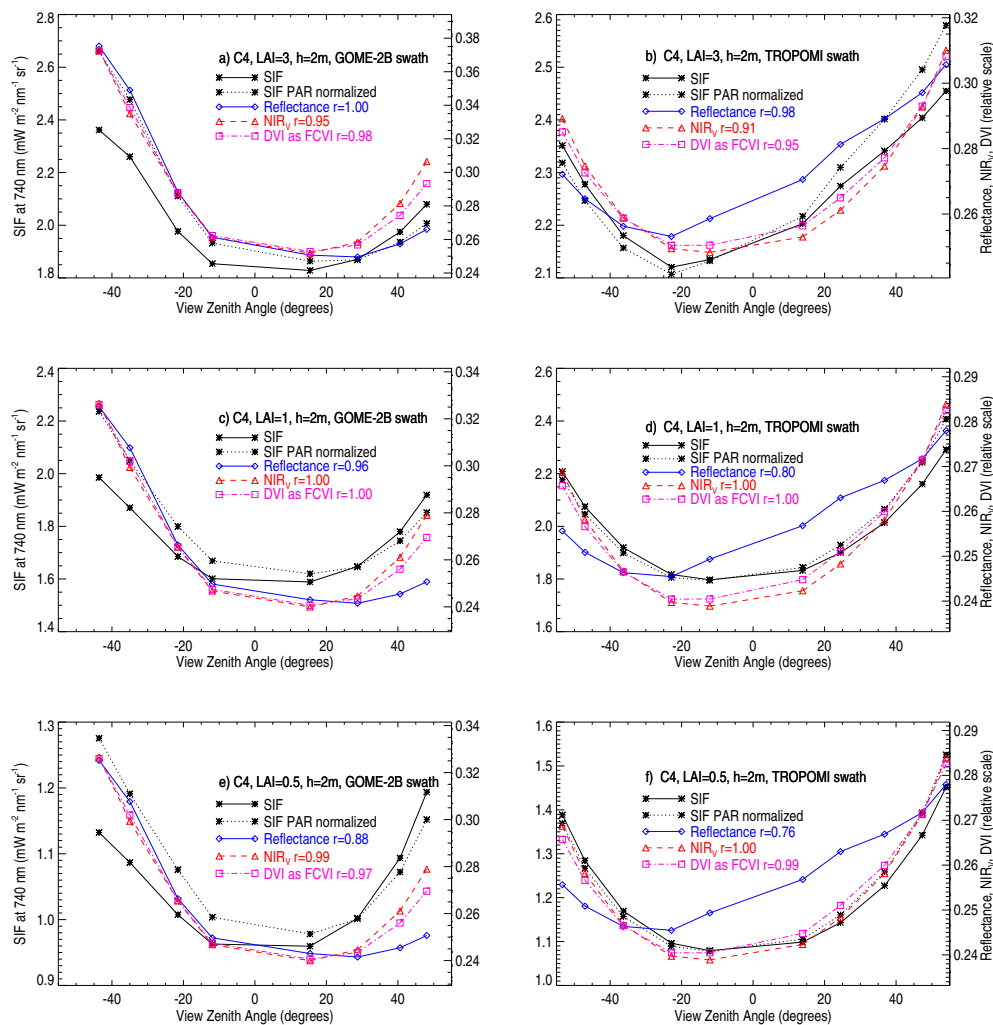 a) C4, LAI=3, h=2m, GOME-2B swath
SIF
SIF PAR normalized
Reflectance r=1.00
NIRV r=0.95
DVI as FCVI r=0.98
SIF at 740 nm (mW m-2 nm-1 sr-1)
2.8
2.6
2.4
2.2
2.0
1.8
0.38
0.36
0.34
0.32
0.30
0.28
0.26
0.24
-40 -20 0 20 40
View Zenith Angle (degrees)
b) C4, LAI=3, h=2m, TROPOMI swath
SIF
SIF PAR normalized
Reflectance r=0.98
NIRV r=0.91
DVI as FCVI r=0.95
2.6
2.5
2.4
2.3
2.2
2.1
0.32
0.30
0.28
0.26
Reflectance, NIRV, DVI (relative scale)
-40 -20 0 20 40
View Zenith Angle (degrees)
c) C4, LAI=1, h=2m, GOME-2B swath
SIF
SIF PAR normalized
Reflectance r=0.96
NIRV r=1.00
DVI as FCVI r=1.00
SIF at 740 nm (mW m-2 nm-1 sr-1)
2.4
2.2
2.0
1.8
1.6
1.4
0.34
0.32
0.30
0.28
0.26
0.24
-40 -20 0 20 40
View Zenith Angle (degrees)
d) C4, LAI=1, h=2m, TROPOMI swath
SIF
SIF PAR normalized
Reflectance r=0.80
NIRV r=1.00
DVI as FCVI r=1.00
2.6
2.4
2.2
2.0
1.8
1.6
0.29
0.28
0.27
0.26
0.25
0.24
Reflectance, NIRV, DVI (relative scale)
-40 -20 0 20 40
View Zenith Angle (degrees)
e) C4, LAI=0.5, h=2m, GOME-2B swath
SIF
SIF PAR normalized
Reflectance r=0.88
NIRV r=0.99
DVI as FCVI r=0.97
SIF at 740 nm (mW m-2 nm-1 sr-1)
1.3
1.2
1.1
1.0
0.9
0.34
0.32
0.30
0.28
0.26
0.24
-40 -20 0 20 40
View Zenith Angle (degrees)
f) C4, LAI=0.5, h=2m, TROPOMI swath
SIF
SIF PAR normalized
Reflectance r=0.76
NIRV r=1.00
DVI as FCVI r=0.99
1.6
1.5
1.4
1.3
1.2
1.1
1.0
0.29
0.28
0.27
0.26
0.25
0.24
Reflectance, NIRV, DVI (relative scale)
-40 -20 0 20 40
View Zenith Angle (degrees)